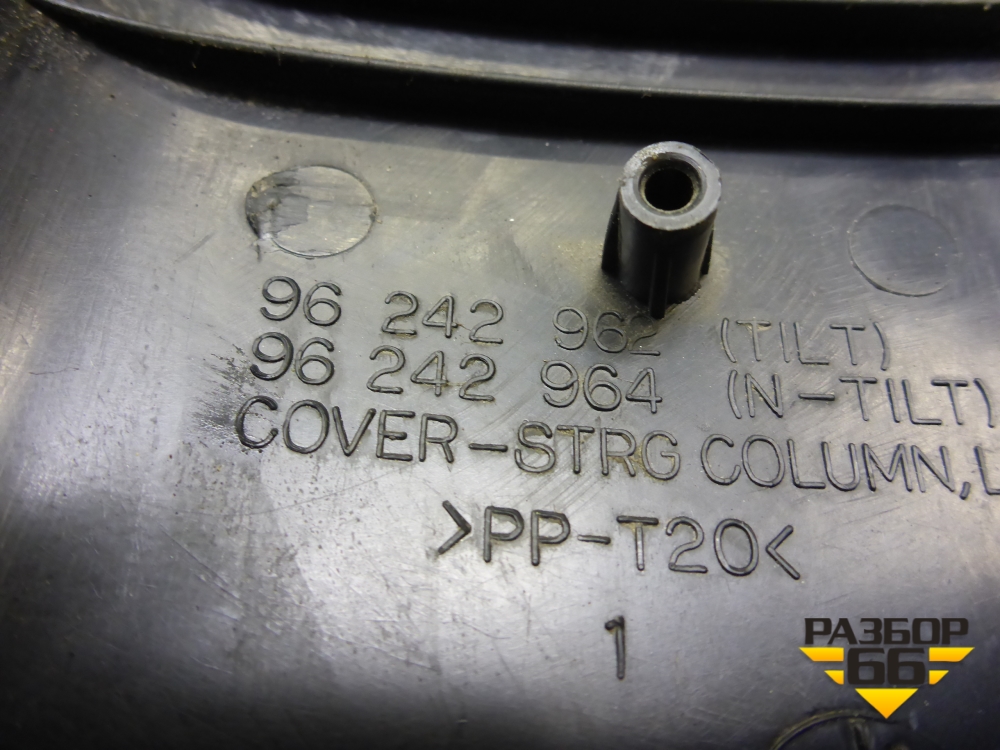 96 242 962 (TILT)
96 242 964 (N-TILT)
COVER-STRG COLUMN,L
>PP-T20<
1
РАЗБОР
66